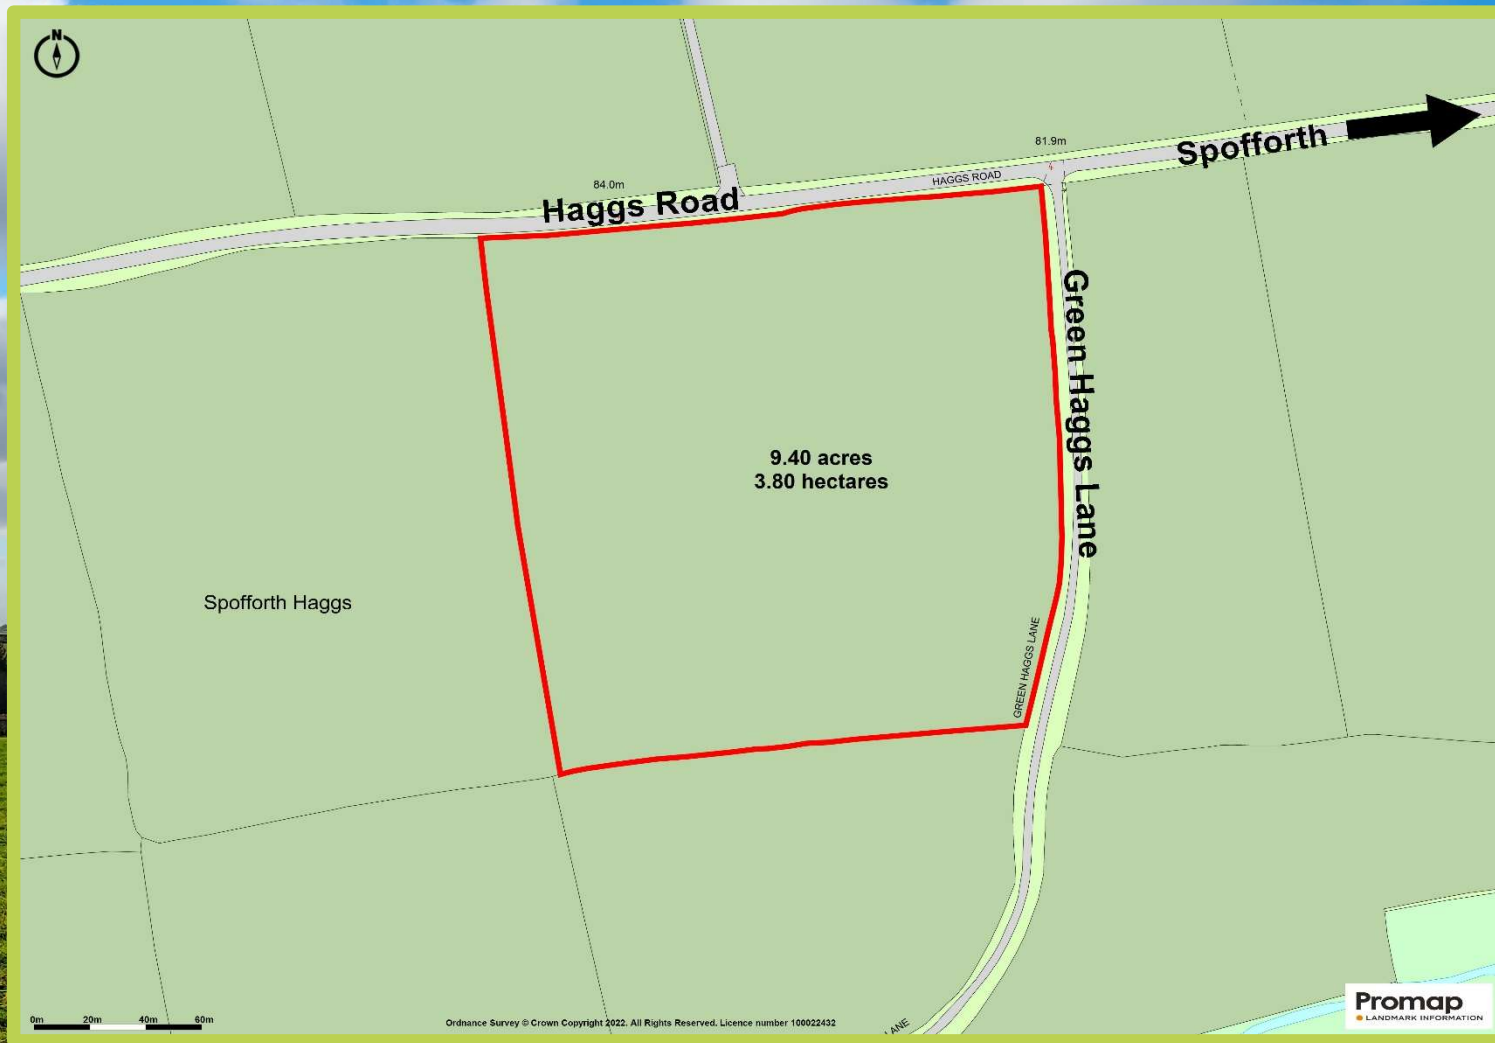 N
81.9m
Spofforth
84.0m
HAGGS ROAD
Haggs Road
Green Haggs Lane
9.40 acres
3.80 hectares
Spofforth Haggs
GREEN HAGGS LANE
Promap
LANDMARK INFORMATION
0m 20m 40m 60m
Ordnance Survey © Crown Copyright 2022. All Rights Reserved. Licence number 100022432
LANE